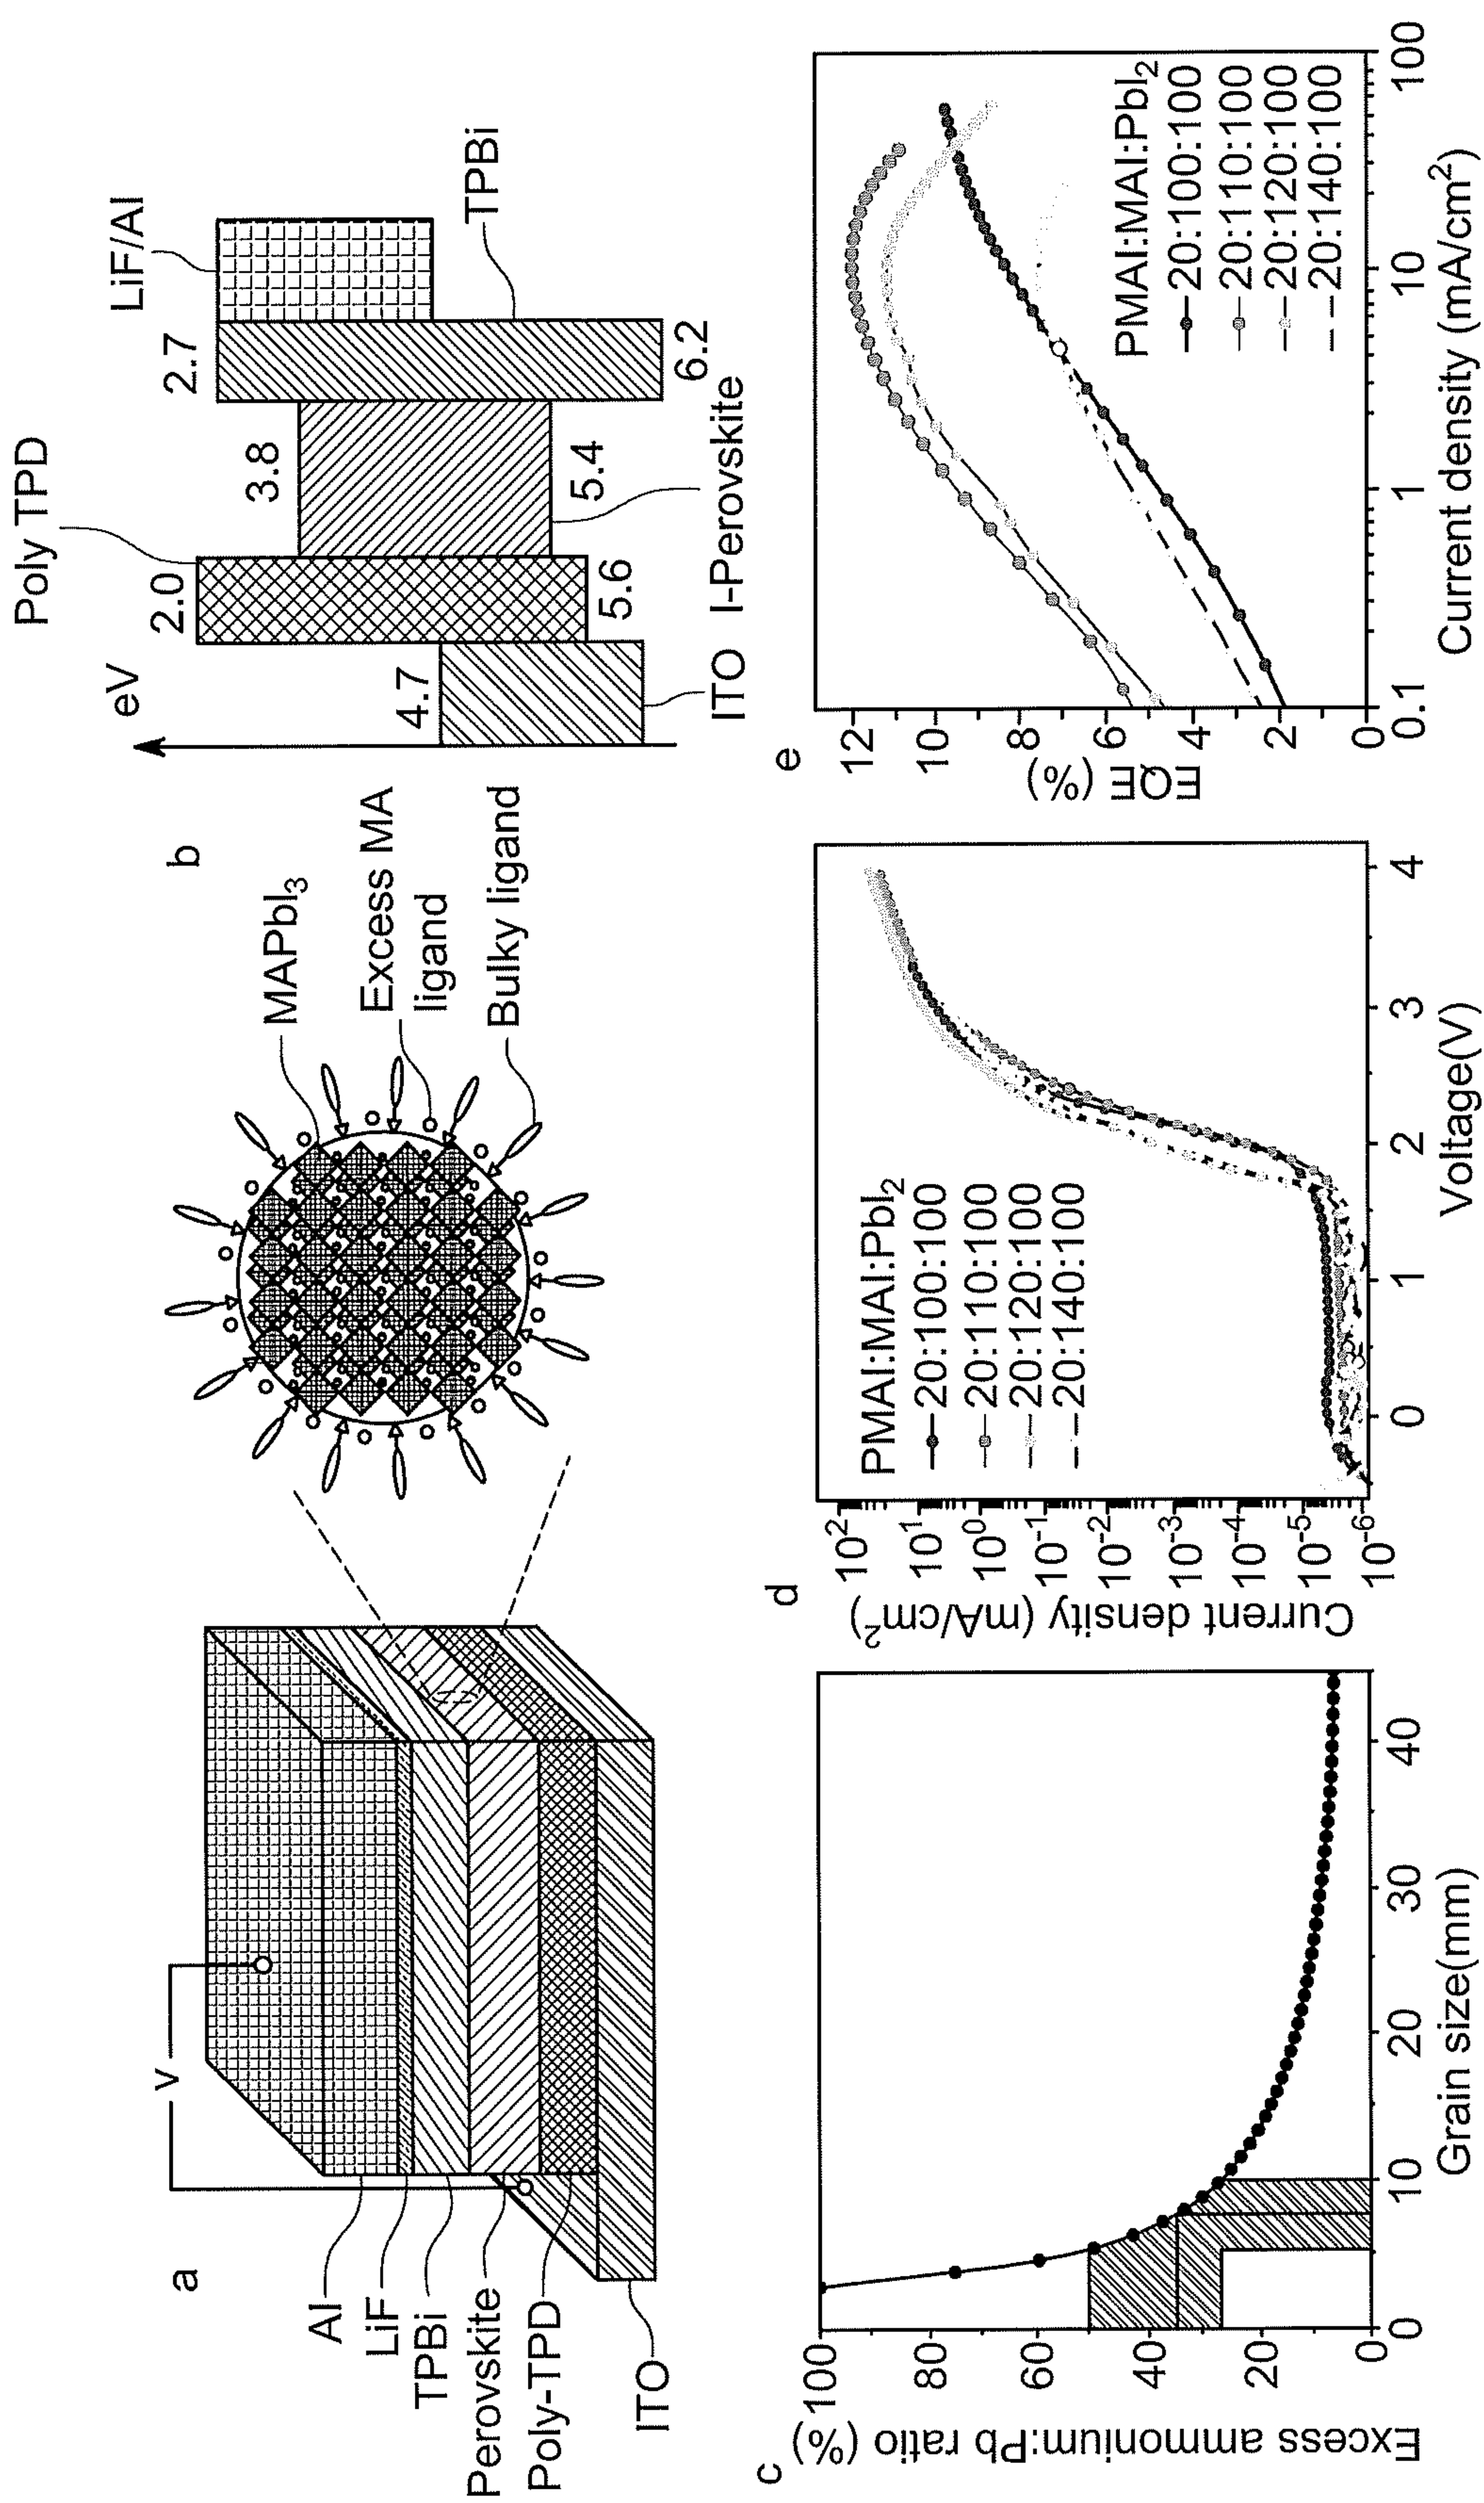 a
V
Al
LiF
TPBi
Perovskite
Poly-TPD
ITO
MAPbI3
Excess MA
ligand
Bulky ligand
b
eV
Poly TPD
LiF/Al
TPBi
I-Perovskite
ITO
4.7
2.0
5.6
3.8
5.4
2.7
6.2
c
Excess ammonium:Pb ratio (%)
100
80
60
40
20
0
0
10
20
30
40
Grain size(mm)
d
Current density (mA/cm2)
10^2
10^1
10^0
10^-1
10^-2
10^-3
10^-4
10^-5
10^-6
PMAI:MAI:PbI2
20:100:100
20:110:100
20:120:100
20:140:100
0
1
2
3
4
Voltage(V)
e
EQE (%)
12
10
8
6
4
2
0
PMAI:MAI:PbI2
20:100:100
20:110:100
20:120:100
20:140:100
0.1
1
10
100
Current density (mA/cm2)